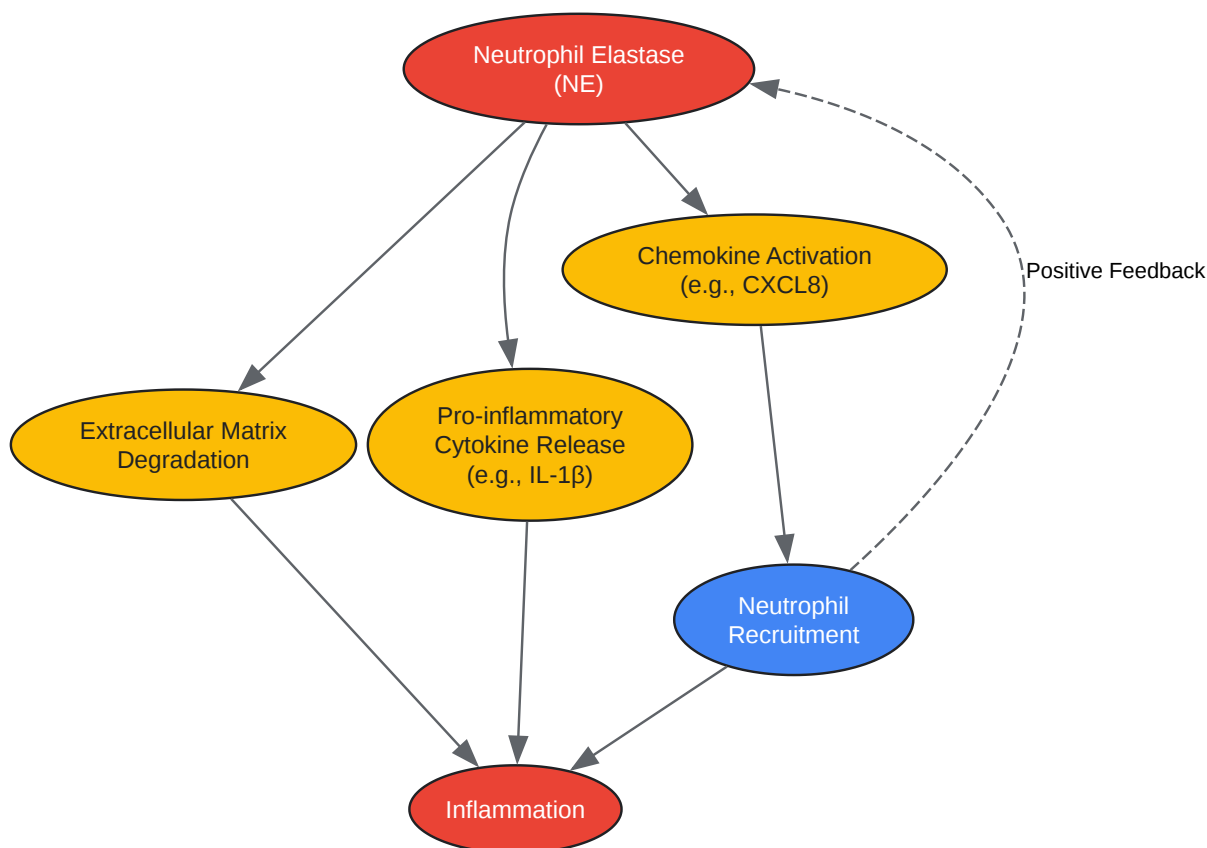 Neutrophil Elastase
(NE)
Chemokine Activation
(e.g., CXCL8)
Positive Feedback
Extracellular Matrix
Degradation
Pro-inflammatory
Cytokine Release
(e.g., IL-1β)
Neutrophil
Recruitment
Inflammation